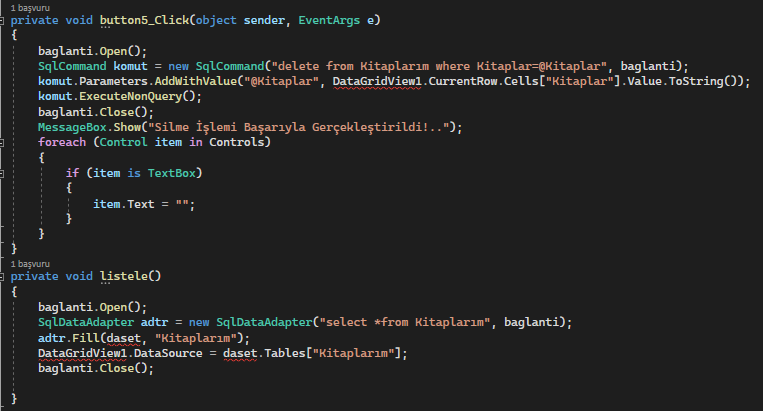 1 başvuru
private void button5_Click(object sender, EventArgs e)
{
baglanti.Open();
SqlCommand komut = new SqlCommand("delete from Kitaplarım where Kitaplar=@Kitaplar", baglanti);
komut.Parameters.AddWithValue("@Kitaplar", DataGridView1.CurrentRow.Cells["Kitaplar"].Value.ToString());
komut.ExecuteNonQuery();
baglanti.Close();
MessageBox.Show("Silme İşlemi Başarıyla Gerçekleştirildi!..");
foreach (Control item in Controls)
{
if (item is TextBox)
{
item.Text = "";
}
}
}
1 başvuru
private void listele()
{
baglanti.Open();
SqlDataAdapter adtr = new SqlDataAdapter("select *from Kitaplarım", baglanti);
adtr.Fill(daset, "Kitaplarım");
DataGridView1.DataSource = daset.Tables["Kitaplarım"];
baglanti.Close();
}